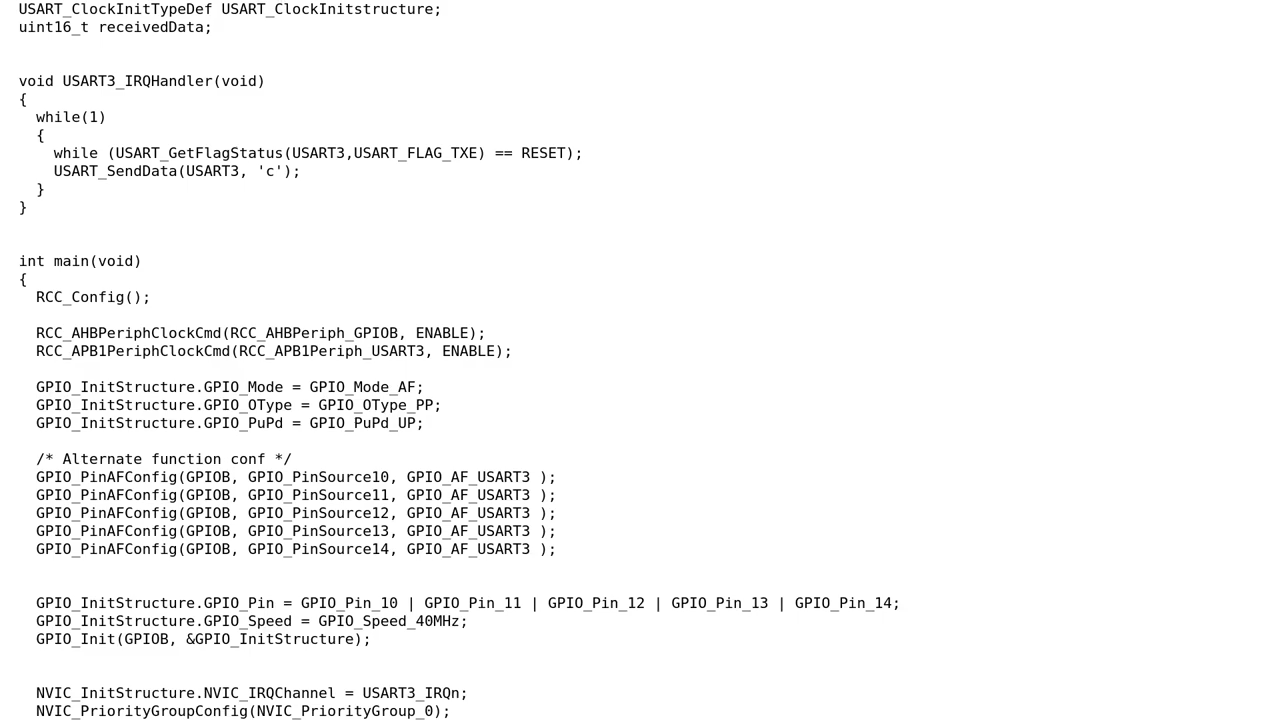 USART_ClockInitTypeDef USART_ClockInitstructure;
uint16_t receivedData;
void USART3_IRQHandler(void)
{
while(1)
{
while (USART_GetFlagStatus(USART3,USART_FLAG_TXE) == RESET);
USART_SendData(USART3, 'c');
}
}
int main(void)
{
RCC_Config();
RCC_AHBPeriphClockCmd(RCC_AHBPeriph_GPIOB, ENABLE);
RCC_APB1PeriphClockCmd(RCC_APB1Periph_USART3, ENABLE);
GPIO_InitStructure.GPIO_Mode = GPIO_Mode_AF;
GPIO_InitStructure.GPIO_OType = GPIO_OType_PP;
GPIO_InitStructure.GPIO_PuPd = GPIO_PuPd_UP;
/* Alternate function conf */
GPIO_PinAFConfig(GPIOB, GPIO_PinSource10, GPIO_AF_USART3 );
GPIO_PinAFConfig(GPIOB, GPIO_PinSource11, GPIO_AF_USART3 );
GPIO_PinAFConfig(GPIOB, GPIO_PinSource12, GPIO_AF_USART3 );
GPIO_PinAFConfig(GPIOB, GPIO_PinSource13, GPIO_AF_USART3 );
GPIO_PinAFConfig(GPIOB, GPIO_PinSource14, GPIO_AF_USART3 );
GPIO_InitStructure.GPIO_Pin = GPIO_Pin_10 | GPIO_Pin_11 | GPIO_Pin_12 | GPIO_Pin_13 | GPIO_Pin_14;
GPIO_InitStructure.GPIO_Speed = GPIO_Speed_40MHz;
GPIO_Init(GPIOB, &GPIO_InitStructure);
NVIC_InitStructure.NVIC_IRQChannel = USART3_IRQn;
NVIC_PriorityGroupConfig(NVIC_PriorityGroup_0);